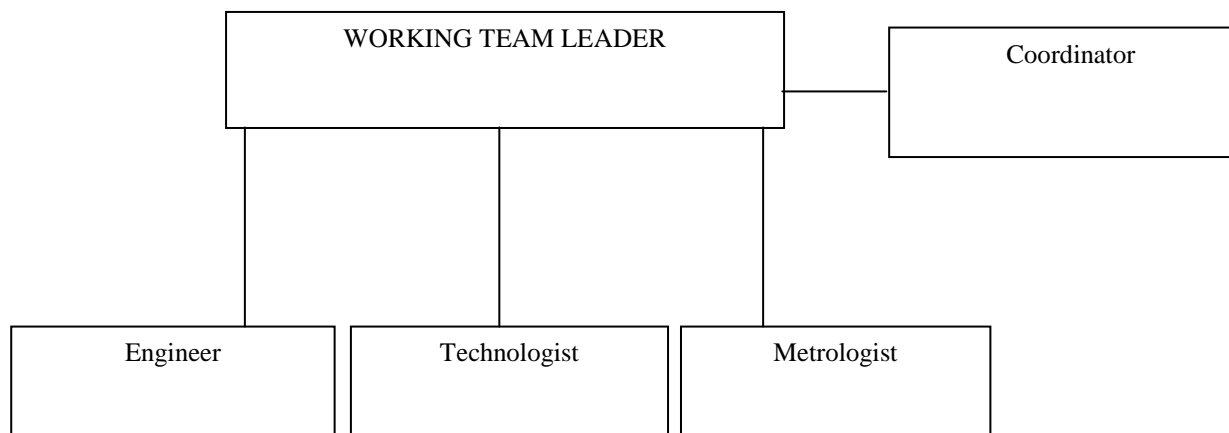 WORKING TEAM LEADER
Coordinator
Engineer
Technologist
Metrologist